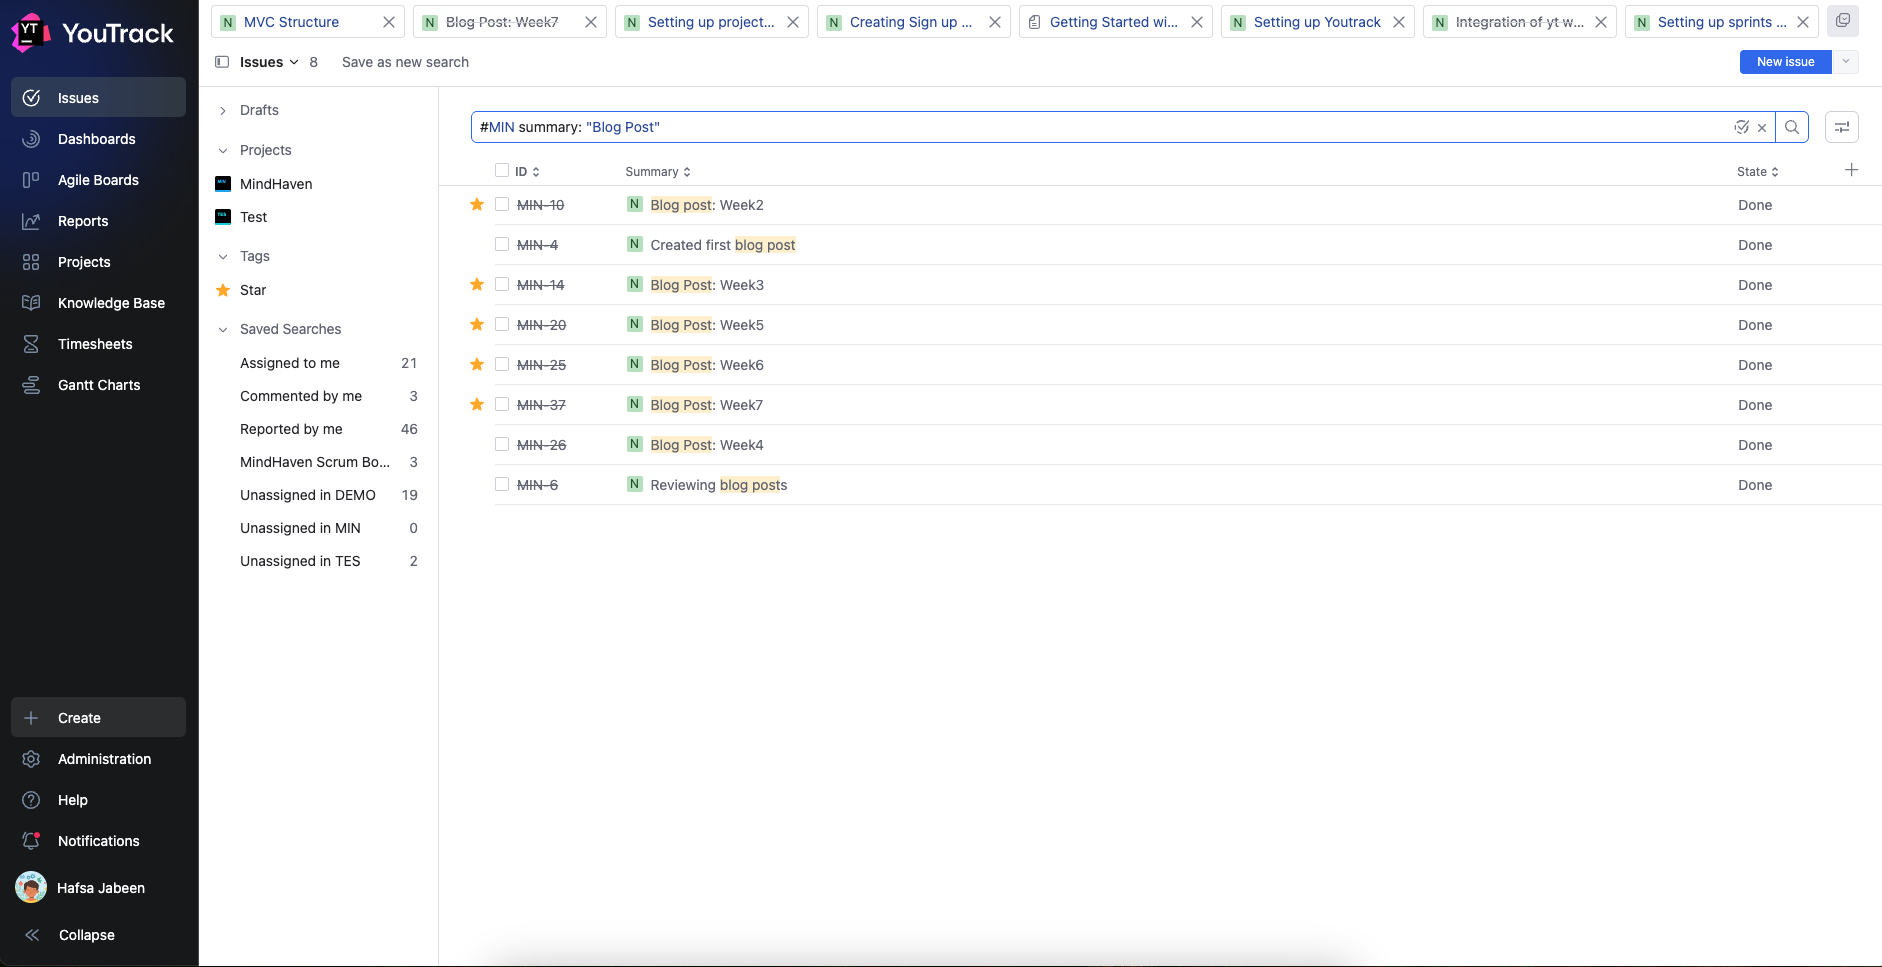 YT YouTrack
Issues
Dashboards
Agile Boards
Reports
Projects
Knowledge Base
Timesheets
Gantt Charts
Create
Administration
Help
Notifications
Hafsa Jabeen
Collapse
N MVC Structure
N Blog Post: Week7
N Setting up project...
N Creating Sign up ...
Getting Started wi...
N Setting up Youtrack
N Integration of yt w...
N Setting up sprints ...
Issues 8 Save as new search
New issue
Drafts
Projects
MIN MindHaven
TES Test
Tags
Star
Saved Searches
Assigned to me 21
Commented by me 3
Reported by me 46
MindHaven Scrum Bo... 3
Unassigned in DEMO 19
Unassigned in MIN 0
Unassigned in TES 2
#MIN summary: "Blog Post"
ID Summary State
MIN-10 N Blog post: Week2 Done
MIN-4 N Created first blog post Done
MIN-14 N Blog Post: Week3 Done
MIN-20 N Blog Post: Week5 Done
MIN-25 N Blog Post: Week6 Done
MIN-37 N Blog Post: Week7 Done
MIN-26 N Blog Post: Week4 Done
MIN-6 N Reviewing blog posts Done